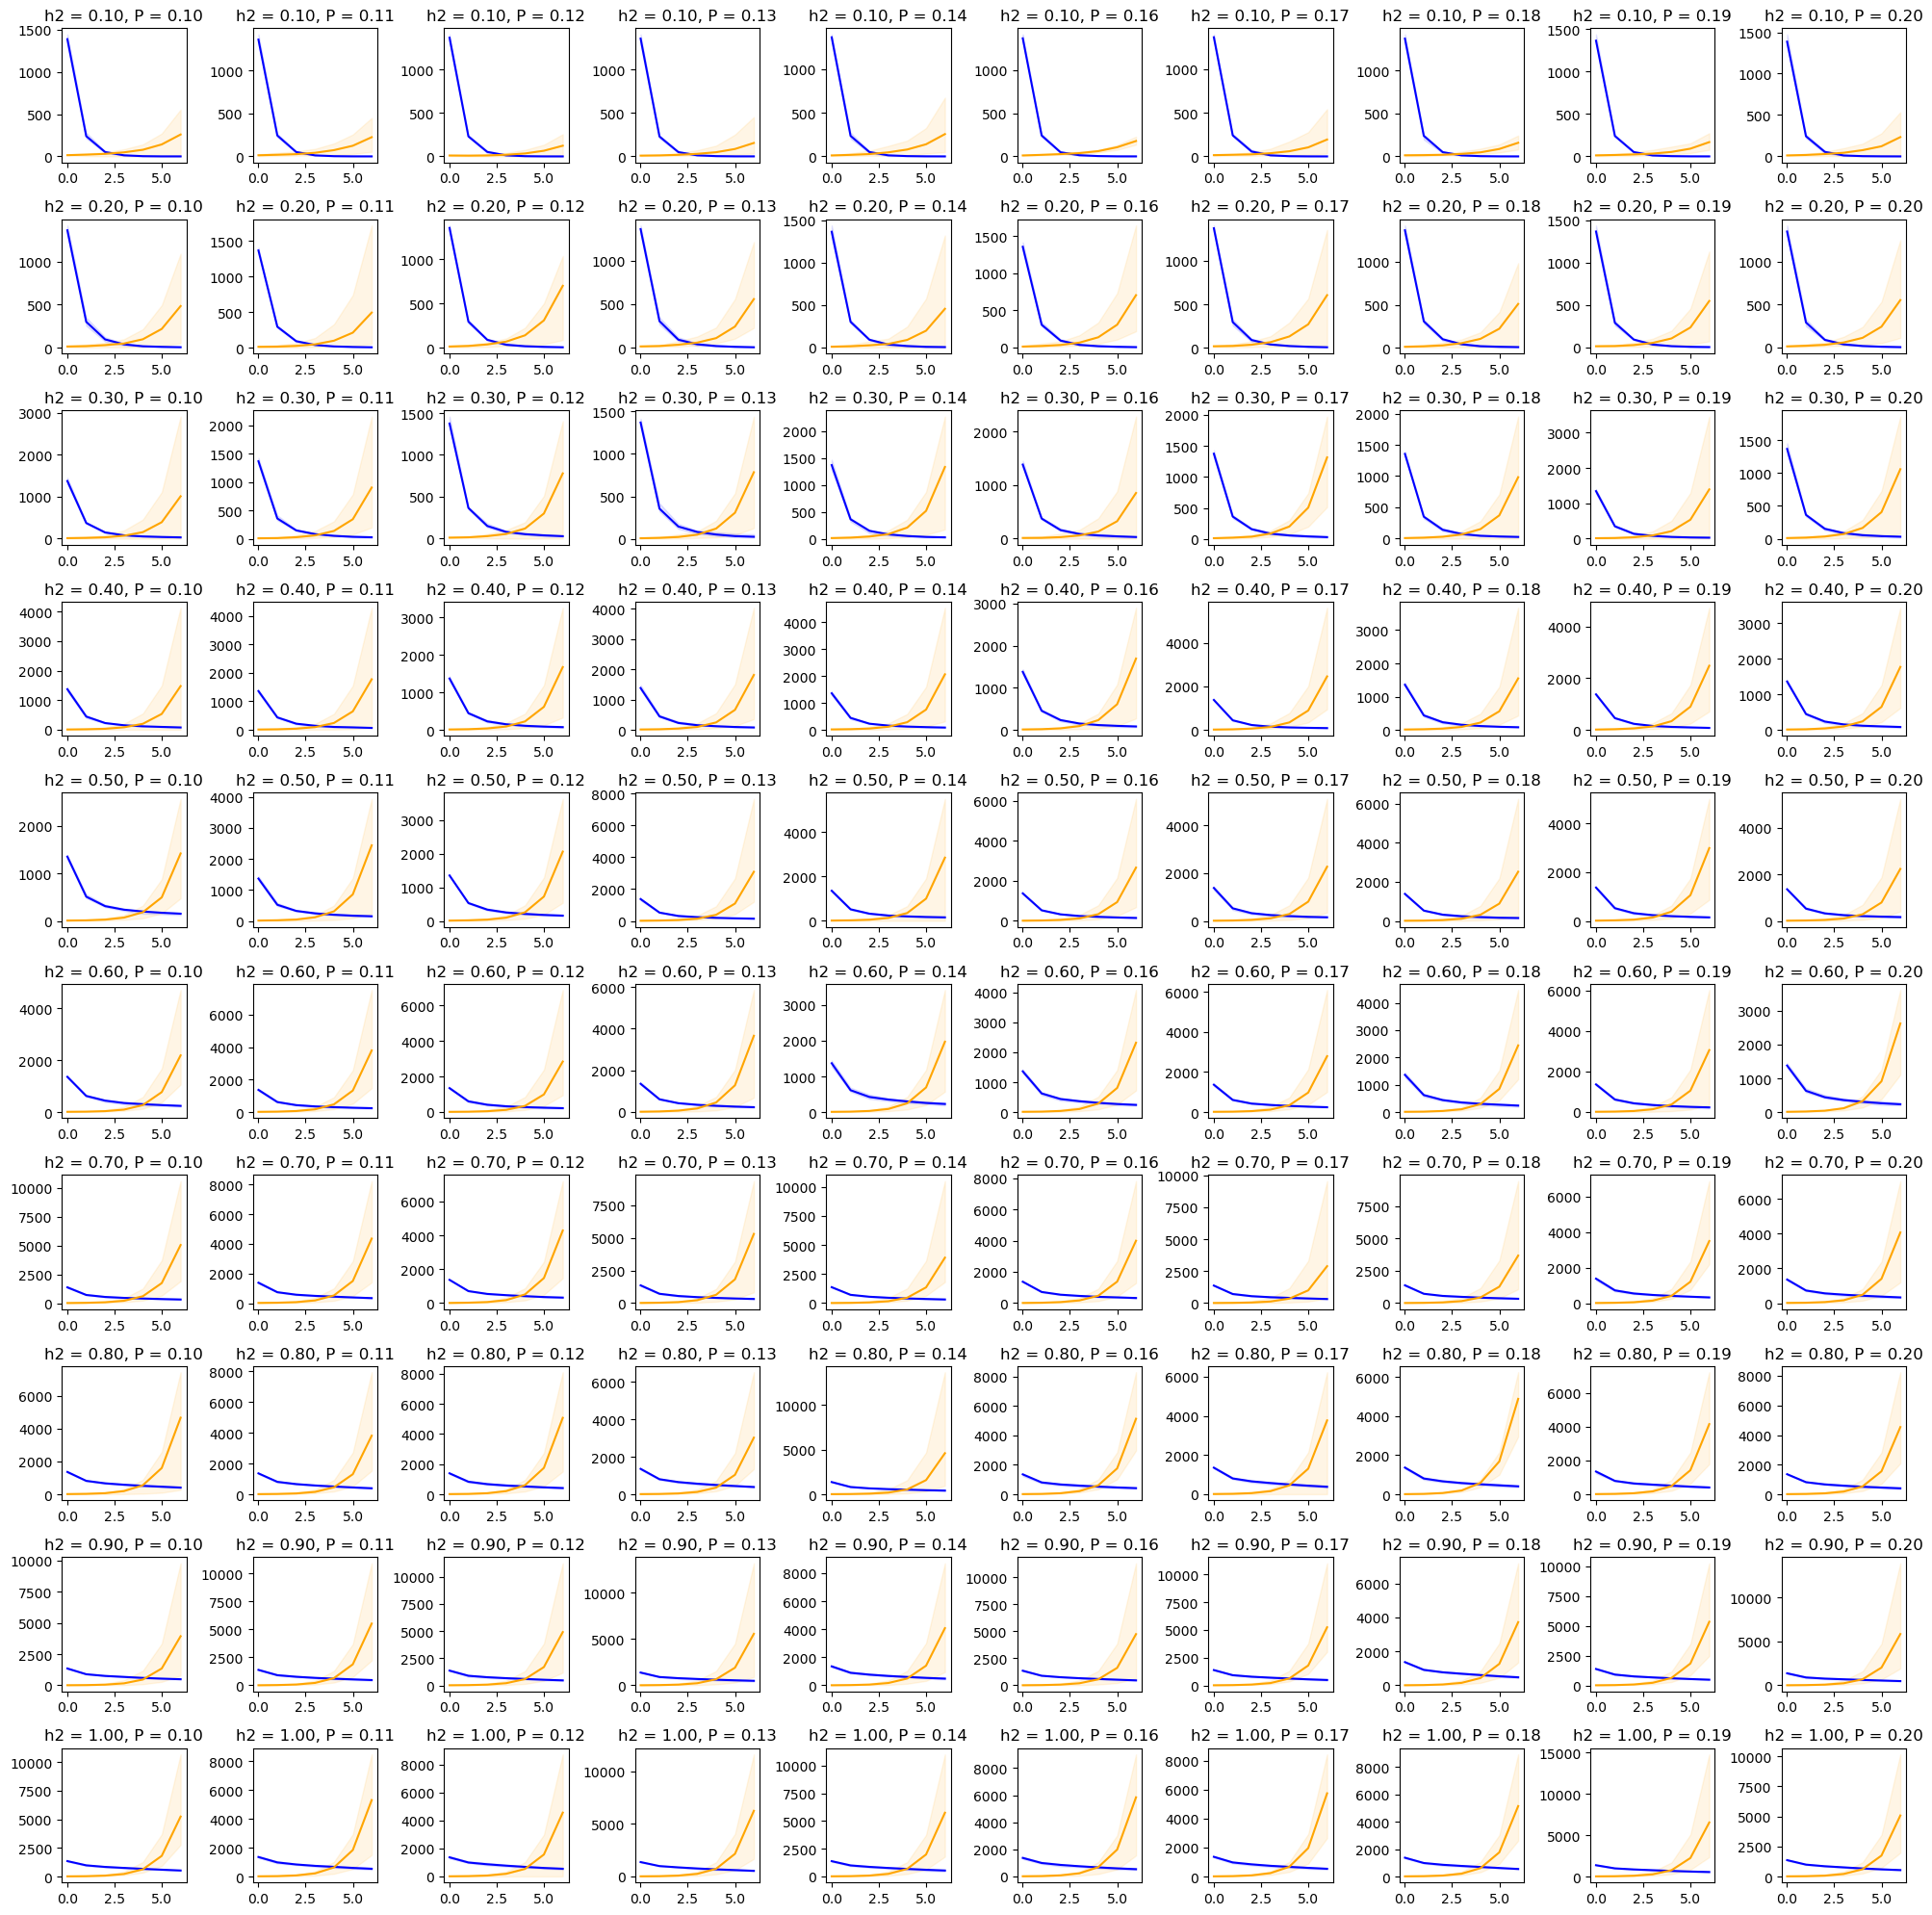 h2 = 0.10, P = 0.10 h2 = 0.10, P = 0.11 h2 = 0.10, P = 0.12 h2 = 0.10, P = 0.13 h2 = 0.10, P = 0.14 h2 = 0.10, P = 0.16 h2 = 0.10, P = 0.17 h2 = 0.10, P = 0.18 h2 = 0.10, P = 0.19 h2 = 0.10, P = 0.20
1500 1000 500 0
1000 500 0
1000 500 0
1000 500 0
1000 500 0
1000 500 0
1000 500 0
1000 500 0
1500 1000 500 0
1500 1000 500 0
0.0 2.5 5.0 0.0 2.5 5.0 0.0 2.5 5.0 0.0 2.5 5.0 0.0 2.5 5.0 0.0 2.5 5.0 0.0 2.5 5.0 0.0 2.5 5.0 0.0 2.5 5.0 0.0 2.5 5.0
h2 = 0.20, P = 0.10 h2 = 0.20, P = 0.11 h2 = 0.20, P = 0.12 h2 = 0.20, P = 0.13 h2 = 0.20, P = 0.14 h2 = 0.20, P = 0.16 h2 = 0.20, P = 0.17 h2 = 0.20, P = 0.18 h2 = 0.20, P = 0.19 h2 = 0.20, P = 0.20
1000 500 0
1500 1000 500 0
1000 500 0
1000 500 0
1500 1000 500 0
1500 1000 500 0
1000 500 0
1000 500 0
1500 1000 500 0
1000 500 0
0.0 2.5 5.0 0.0 2.5 5.0 0.0 2.5 5.0 0.0 2.5 5.0 0.0 2.5 5.0 0.0 2.5 5.0 0.0 2.5 5.0 0.0 2.5 5.0 0.0 2.5 5.0 0.0 2.5 5.0
h2 = 0.30, P = 0.10 h2 = 0.30, P = 0.11 h2 = 0.30, P = 0.12 h2 = 0.30, P = 0.13 h2 = 0.30, P = 0.14 h2 = 0.30, P = 0.16 h2 = 0.30, P = 0.17 h2 = 0.30, P = 0.18 h2 = 0.30, P = 0.19 h2 = 0.30, P = 0.20
3000 2000 1000 0
2000 1500 1000 500 0
1500 1000 500 0
1500 1000 500 0
2000 1500 1000 500 0
2000 1500 1000 500 0
2000 1500 1000 500 0
2000 1500 1000 500 0
3000 2000 1000 0
1500 1000 500 0
0.0 2.5 5.0 0.0 2.5 5.0 0.0 2.5 5.0 0.0 2.5 5.0 0.0 2.5 5.0 0.0 2.5 5.0 0.0 2.5 5.0 0.0 2.5 5.0 0.0 2.5 5.0 0.0 2.5 5.0
h2 = 0.40, P = 0.10 h2 = 0.40, P = 0.11 h2 = 0.40, P = 0.12 h2 = 0.40, P = 0.13 h2 = 0.40, P = 0.14 h2 = 0.40, P = 0.16 h2 = 0.40, P = 0.17 h2 = 0.40, P = 0.18 h2 = 0.40, P = 0.19 h2 = 0.40, P = 0.20
4000 3000 2000 1000 0
4000 3000 2000 1000 0
3000 2000 1000 0
4000 3000 2000 1000 0
4000 3000 2000 1000 0
3000 2000 1000 0
4000 2000 0
3000 2000 1000 0
4000 2000 0
3000 2000 1000 0
0.0 2.5 5.0 0.0 2.5 5.0 0.0 2.5 5.0 0.0 2.5 5.0 0.0 2.5 5.0 0.0 2.5 5.0 0.0 2.5 5.0 0.0 2.5 5.0 0.0 2.5 5.0 0.0 2.5 5.0
h2 = 0.50, P = 0.10 h2 = 0.50, P = 0.11 h2 = 0.50, P = 0.12 h2 = 0.50, P = 0.13 h2 = 0.50, P = 0.14 h2 = 0.50, P = 0.16 h2 = 0.50, P = 0.17 h2 = 0.50, P = 0.18 h2 = 0.50, P = 0.19 h2 = 0.50, P = 0.20
2000 1000 0
4000 3000 2000 1000 0
3000 2000 1000 0
8000 6000 4000 2000 0
4000 2000 0
6000 4000 2000 0
4000 2000 0
6000 4000 2000 0
4000 2000 0
4000 2000 0
0.0 2.5 5.0 0.0 2.5 5.0 0.0 2.5 5.0 0.0 2.5 5.0 0.0 2.5 5.0 0.0 2.5 5.0 0.0 2.5 5.0 0.0 2.5 5.0 0.0 2.5 5.0 0.0 2.5 5.0
h2 = 0.60, P = 0.10 h2 = 0.60, P = 0.11 h2 = 0.60, P = 0.12 h2 = 0.60, P = 0.13 h2 = 0.60, P = 0.14 h2 = 0.60, P = 0.16 h2 = 0.60, P = 0.17 h2 = 0.60, P = 0.18 h2 = 0.60, P = 0.19 h2 = 0.60, P = 0.20
4000 2000 0
6000 4000 2000 0
6000 4000 2000 0
6000 5000 4000 3000 2000 1000 0
3000 2000 1000 0
4000 3000 2000 1000 0
6000 4000 2000 0
4000 3000 2000 1000 0
6000 4000 2000 0
3000 2000 1000 0
0.0 2.5 5.0 0.0 2.5 5.0 0.0 2.5 5.0 0.0 2.5 5.0 0.0 2.5 5.0 0.0 2.5 5.0 0.0 2.5 5.0 0.0 2.5 5.0 0.0 2.5 5.0 0.0 2.5 5.0
h2 = 0.70, P = 0.10 h2 = 0.70, P = 0.11 h2 = 0.70, P = 0.12 h2 = 0.70, P = 0.13 h2 = 0.70, P = 0.14 h2 = 0.70, P = 0.16 h2 = 0.70, P = 0.17 h2 = 0.70, P = 0.18 h2 = 0.70, P = 0.19 h2 = 0.70, P = 0.20
10000 7500 5000 2500 0
8000 6000 4000 2000 0
6000 4000 2000 0
7500 5000 2500 0
10000 7500 5000 2500 0
8000 6000 4000 2000 0
10000 7500 5000 2500 0
7500 5000 2500 0
6000 4000 2000 0
6000 4000 2000 0
0.0 2.5 5.0 0.0 2.5 5.0 0.0 2.5 5.0 0.0 2.5 5.0 0.0 2.5 5.0 0.0 2.5 5.0 0.0 2.5 5.0 0.0 2.5 5.0 0.0 2.5 5.0 0.0 2.5 5.0
h2 = 0.80, P = 0.10 h2 = 0.80, P = 0.11 h2 = 0.80, P = 0.12 h2 = 0.80, P = 0.13 h2 = 0.80, P = 0.14 h2 = 0.80, P = 0.16 h2 = 0.80, P = 0.17 h2 = 0.80, P = 0.18 h2 = 0.80, P = 0.19 h2 = 0.80, P = 0.20
6000 4000 2000 0
8000 6000 4000 2000 0
8000 6000 4000 2000 0
6000 4000 2000 0
10000 5000 0
8000 6000 4000 2000 0
6000 4000 2000 0
6000 4000 2000 0
6000 4000 2000 0
8000 6000 4000 2000 0
0.0 2.5 5.0 0.0 2.5 5.0 0.0 2.5 5.0 0.0 2.5 5.0 0.0 2.5 5.0 0.0 2.5 5.0 0.0 2.5 5.0 0.0 2.5 5.0 0.0 2.5 5.0 0.0 2.5 5.0
h2 = 0.90, P = 0.10 h2 = 0.90, P = 0.11 h2 = 0.90, P = 0.12 h2 = 0.90, P = 0.13 h2 = 0.90, P = 0.14 h2 = 0.90, P = 0.16 h2 = 0.90, P = 0.17 h2 = 0.90, P = 0.18 h2 = 0.90, P = 0.19 h2 = 0.90, P = 0.20
10000 7500 5000 2500 0
10000 7500 5000 2500 0
10000 7500 5000 2500 0
10000 5000 0
8000 6000 4000 2000 0
10000 7500 5000 2500 0
10000 7500 5000 2500 0
6000 4000 2000 0
10000 7500 5000 2500 0
10000 5000 0
0.0 2.5 5.0 0.0 2.5 5.0 0.0 2.5 5.0 0.0 2.5 5.0 0.0 2.5 5.0 0.0 2.5 5.0 0.0 2.5 5.0 0.0 2.5 5.0 0.0 2.5 5.0 0.0 2.5 5.0
h2 = 1.00, P = 0.10 h2 = 1.00, P = 0.11 h2 = 1.00, P = 0.12 h2 = 1.00, P = 0.13 h2 = 1.00, P = 0.14 h2 = 1.00, P = 0.16 h2 = 1.00, P = 0.17 h2 = 1.00, P = 0.18 h2 = 1.00, P = 0.19 h2 = 1.00, P = 0.20
10000 7500 5000 2500 0
8000 6000 4000 2000 0
8000 6000 4000 2000 0
10000 5000 0
10000 7500 5000 2500 0
8000 6000 4000 2000 0
8000 6000 4000 2000 0
8000 6000 4000 2000 0
15000 10000 5000 0
10000 7500 5000 2500 0
0.0 2.5 5.0 0.0 2.5 5.0 0.0 2.5 5.0 0.0 2.5 5.0 0.0 2.5 5.0 0.0 2.5 5.0 0.0 2.5 5.0 0.0 2.5 5.0 0.0 2.5 5.0 0.0 2.5 5.0